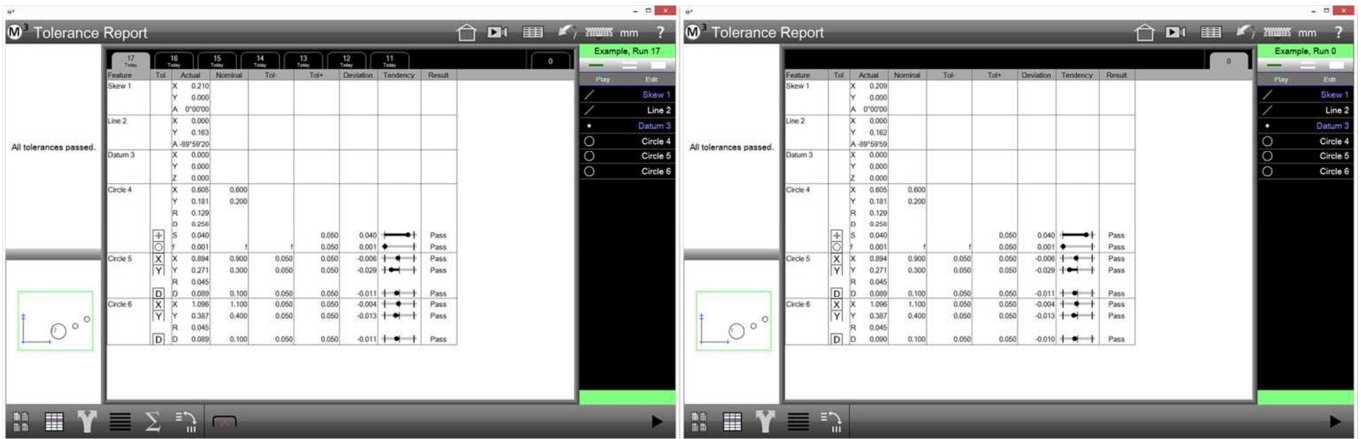 M³
M³ Tolerance Report mm ?
17 Today 16 Today 15 Today 14 Today 13 Today 12 Today 11 Today 0
Example, Run 17
Feature Tol Actual Nominal Tol- Tol+ Deviation Tendency Result
Play Edit
Skew 1 X 0.210
Y 0.000
A 0°00'00
Line 2 X 0.000
Y 0.163
A -89°59'20
Datum 3 X 0.000
Y 0.000
Z 0.000
Circle 4 X 0.605 0.600
Y 0.181 0.200
R 0.129
D 0.258
S 0.040 0.050 0.040 Pass
f 0.001 f f 0.050 0.001 Pass
Circle 5 X X 0.894 0.900 0.050 0.050 -0.006 Pass
Y Y 0.271 0.300 0.050 0.050 -0.029 Pass
R 0.045
D D 0.089 0.100 0.050 0.050 -0.011 Pass
Circle 6 X X 1.096 1.100 0.050 0.050 -0.004 Pass
Y Y 0.387 0.400 0.050 0.050 -0.013 Pass
R 0.045
D D 0.089 0.100 0.050 0.050 -0.011 Pass
All tolerances passed.
Skew 1
Line 2
Datum 3
Circle 4
Circle 5
Circle 6
M³
M³ Tolerance Report mm ?
0
Example, Run 0
Feature Tol Actual Nominal Tol- Tol+ Deviation Tendency Result
Play Edit
Skew 1 X 0.209
Y 0.000
A 0°00'00
Line 2 X 0.000
Y 0.162
A -89°59'59
Datum 3 X 0.000
Y 0.000
Z 0.000
Circle 4 X 0.605 0.600
Y 0.181 0.200
R 0.129
D 0.258
S 0.040 0.050 0.040 Pass
f 0.001 f f 0.050 0.001 Pass
Circle 5 X X 0.894 0.900 0.050 0.050 -0.006 Pass
Y Y 0.271 0.300 0.050 0.050 -0.029 Pass
R 0.045
D D 0.089 0.100 0.050 0.050 -0.011 Pass
Circle 6 X X 1.096 1.100 0.050 0.050 -0.004 Pass
Y Y 0.387 0.400 0.050 0.050 -0.013 Pass
R 0.045
D D 0.090 0.100 0.050 0.050 -0.010 Pass
All tolerances passed.
Skew 1
Line 2
Datum 3
Circle 4
Circle 5
Circle 6